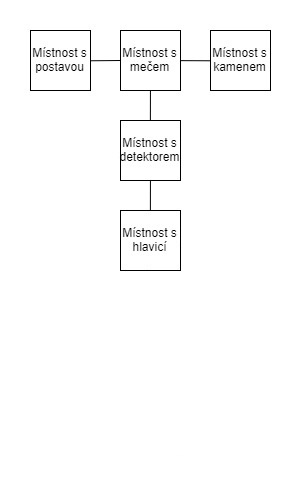 Místnost s
postavou
Místnost s
mečem
Místnost s
kamenem
Místnost s
detektorem
Místnost s
hlavicí